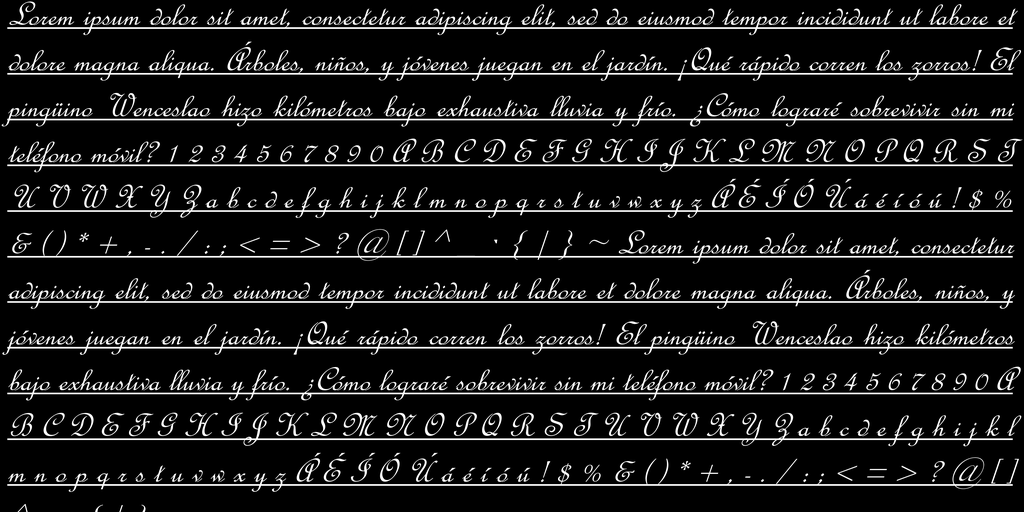 Lorem ipsum dolor sit amet, consectetur adipiscing elit, sed do eiusmod tempor incididunt ut labore et
dolore magna aliqua. Árboles, niños, y jóvenes juegan en el jardín. ¡Qué rápido corren los zorros! El
pingüino Wenceslao hizo kilómetros bajo exhaustiva lluvia y frío. ¿Cómo lograré sobrevivir sin mi
teléfono móvil? 1 2 3 4 5 6 7 8 9 0 A B C D E F G H I J K L M N O P Q R S T
U V W X Y Z a b c d e f g h i j k l m n o p q r s t u v w x y z Á É Í Ó Ú á é í ó ú ! $ %
& ( ) * + , - . / : ; < = > ? @ [ ] ^ ` { | } ~ Lorem ipsum dolor sit amet, consectetur
adipiscing elit, sed do eiusmod tempor incididunt ut labore et dolore magna aliqua. Árboles, niños, y
jóvenes juegan en el jardín. ¡Qué rápido corren los zorros! El pingüino Wenceslao hizo kilómetros
bajo exhaustiva lluvia y frío. ¿Cómo lograré sobrevivir sin mi teléfono móvil? 1 2 3 4 5 6 7 8 9 0 A
B C D E F G H I J K L M N O P Q R S T U V W X Y Z a b c d e f g h i j k l
m n o p q r s t u v w x y z Á É Í Ó Ú á é í ó ú ! $ % & ( ) * + , - . / : ; < = > ? @ [ ]